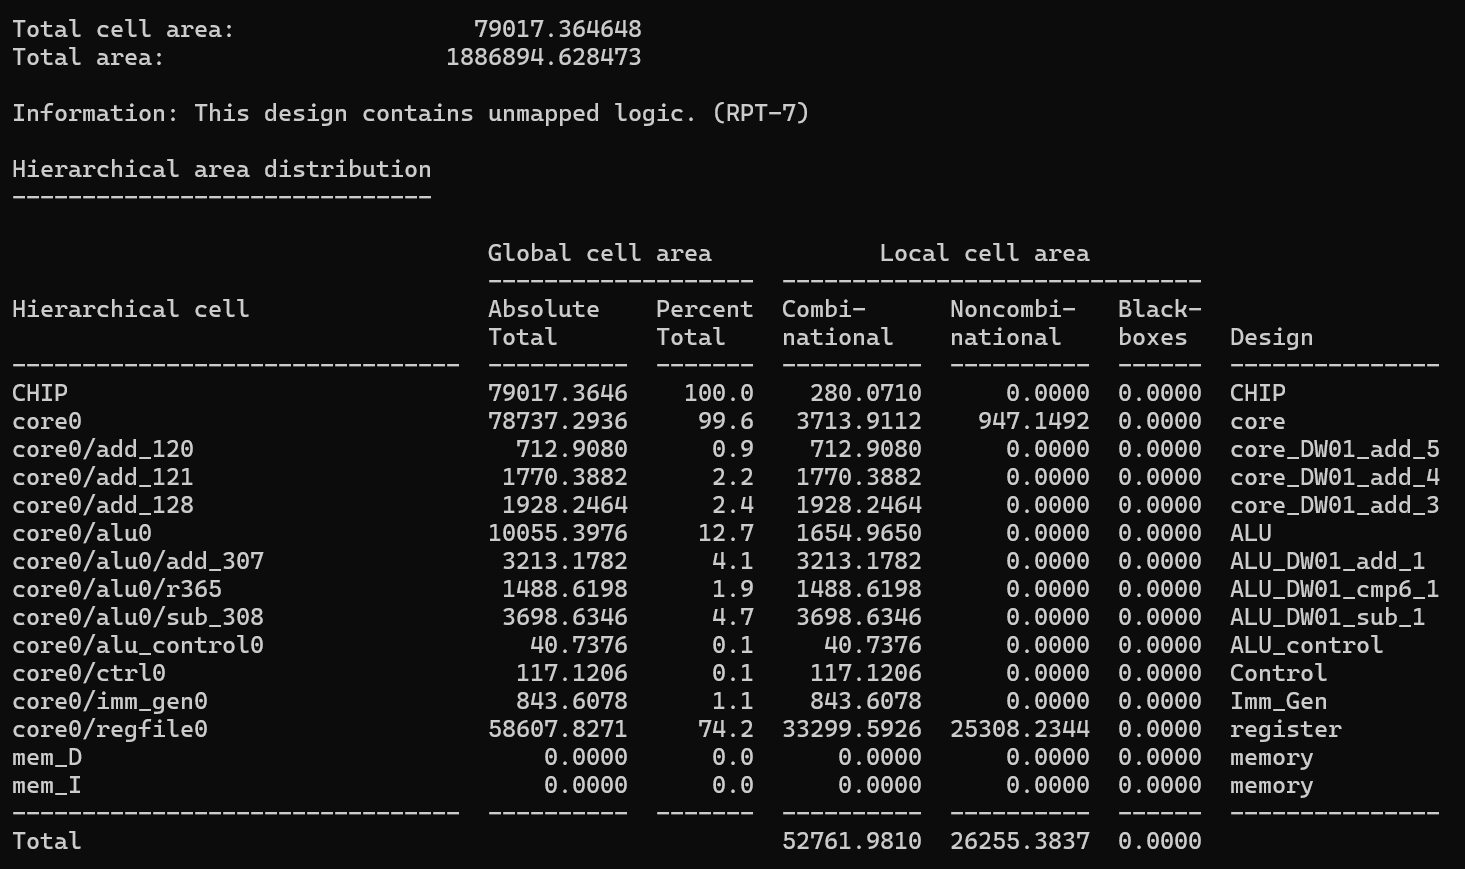 Total cell area:                 79017.364648
Total area:                    1886894.628473

Information: This design contains unmapped logic. (RPT-7)

Hierarchical area distribution
------------------------------

                                  Global cell area            Local cell area
                                  -------------------  ------------------------------
Hierarchical cell                 Absolute    Percent  Combi-      Noncombi-   Black-
                                  Total       Total    national    national    boxes   Design
--------------------------------  ----------  -------  ----------  ----------  ------  ---------------
CHIP                              79017.3646    100.0    280.0710      0.0000  0.0000  CHIP
core0                             78737.2936     99.6   3713.9112    947.1492  0.0000  core
core0/add_120                       712.9080      0.9    712.9080      0.0000  0.0000  core_DW01_add_5
core0/add_121                      1770.3882      2.2   1770.3882      0.0000  0.0000  core_DW01_add_4
core0/add_128                      1928.2464      2.4   1928.2464      0.0000  0.0000  core_DW01_add_3
core0/alu0                        10055.3976     12.7   1654.9650      0.0000  0.0000  ALU
core0/alu0/add_307                 3213.1782      4.1   3213.1782      0.0000  0.0000  ALU_DW01_add_1
core0/alu0/r365                    1488.6198      1.9   1488.6198      0.0000  0.0000  ALU_DW01_cmp6_1
core0/alu0/sub_308                 3698.6346      4.7   3698.6346      0.0000  0.0000  ALU_DW01_sub_1
core0/alu_control0                   40.7376      0.1     40.7376      0.0000  0.0000  ALU_control
core0/ctrl0                         117.1206      0.1    117.1206      0.0000  0.0000  Control
core0/imm_gen0                      843.6078      1.1    843.6078      0.0000  0.0000  Imm_Gen
core0/regfile0                    58607.8271     74.2  33299.5926  25308.2344  0.0000  register
mem_D                                 0.0000      0.0      0.0000      0.0000  0.0000  memory
mem_I                                 0.0000      0.0      0.0000      0.0000  0.0000  memory
--------------------------------  ----------  -------  ----------  ----------  ------  ---------------
Total                                                  52761.9810  26255.3837  0.0000